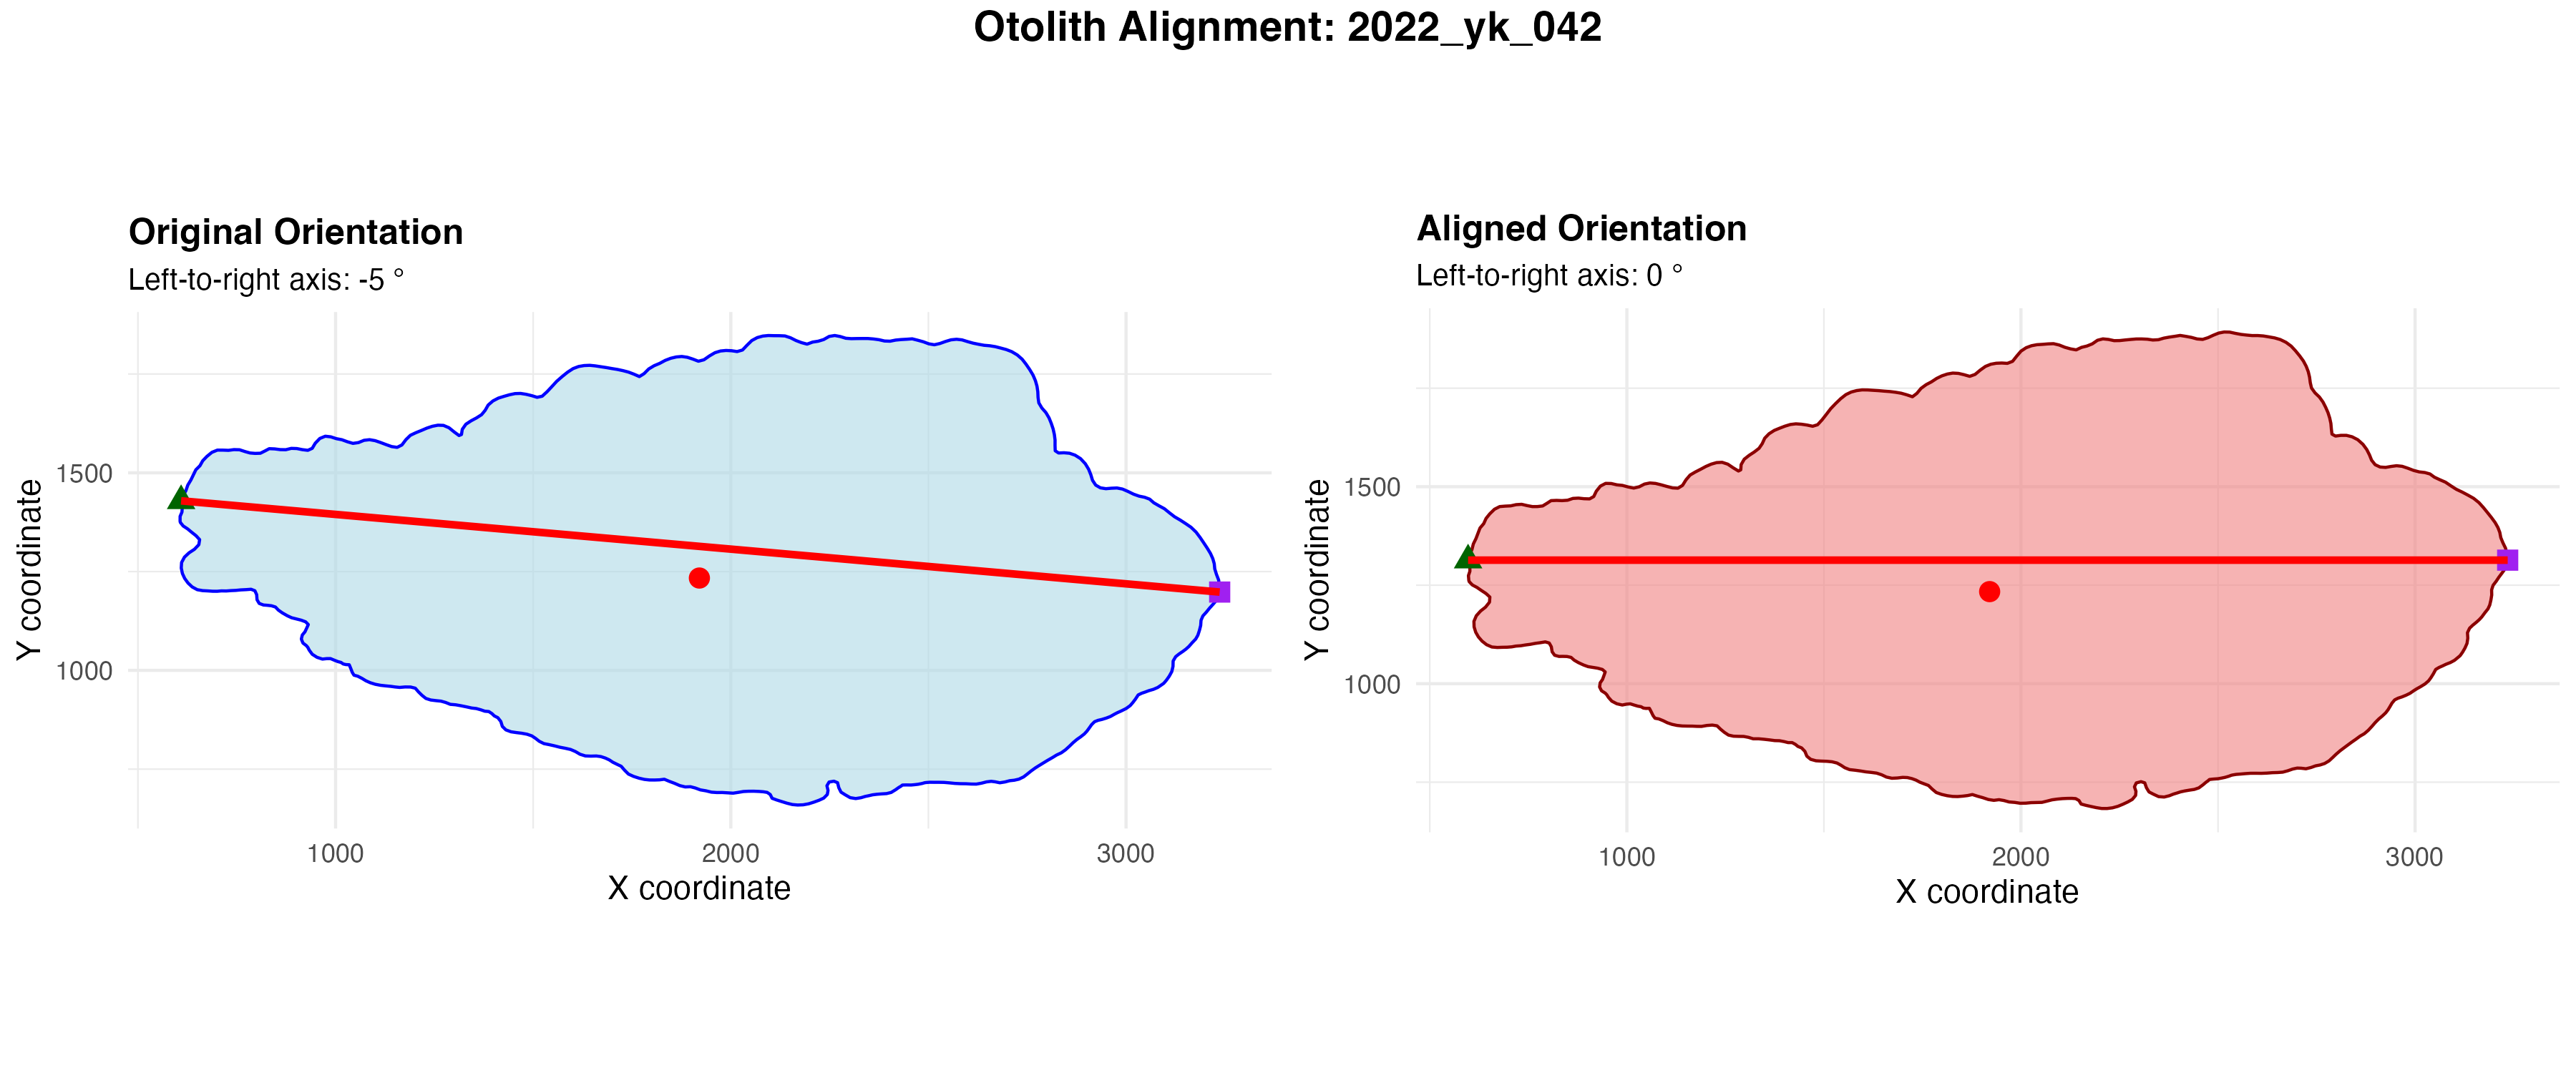 Otolith Alignment: 2022_yk_042
Original Orientation
Left-to-right axis: -5 °
Y coordinate
1500
1000
1000 2000 3000
X coordinate
Aligned Orientation
Left-to-right axis: 0 °
Y coordinate
1500
1000
1000 2000 3000
X coordinate